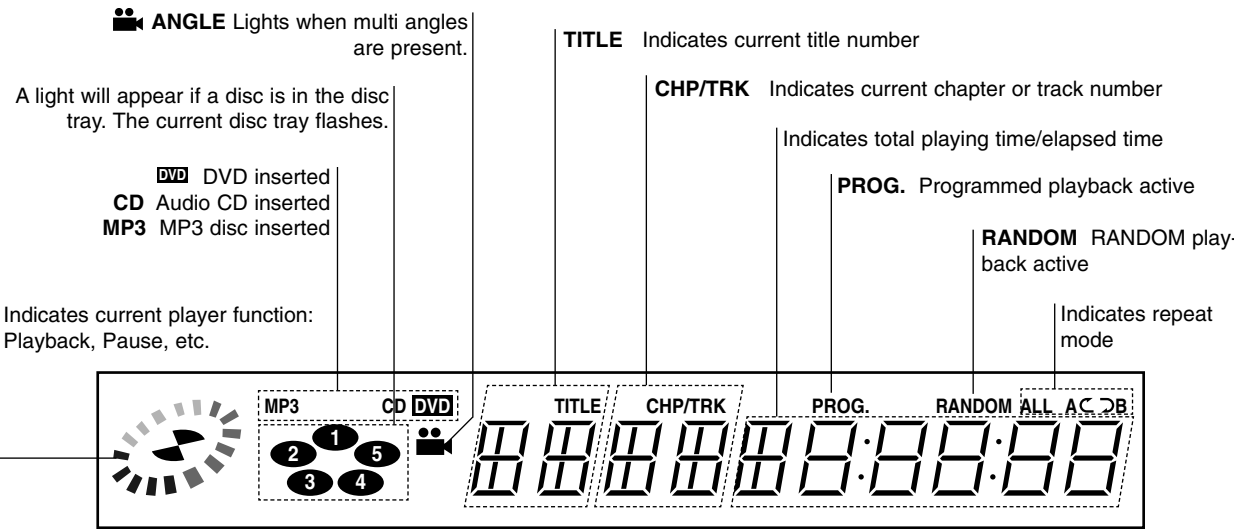 ANGLE Lights when multi angles
are present.
TITLE Indicates current title number
A light will appear if a disc is in the disc
tray. The current disc tray flashes.
CHP/TRK Indicates current chapter or track number
Indicates total playing time/elapsed time
DVD DVD inserted
CD Audio CD inserted
MP3 MP3 disc inserted
PROG. Programmed playback active
RANDOM RANDOM play-
back active
Indicates current player function:
Playback, Pause, etc.
Indicates repeat
mode
MP3 CD DVD TITLE CHP/TRK PROG. RANDOM ALL A B
1
2 5
3 4